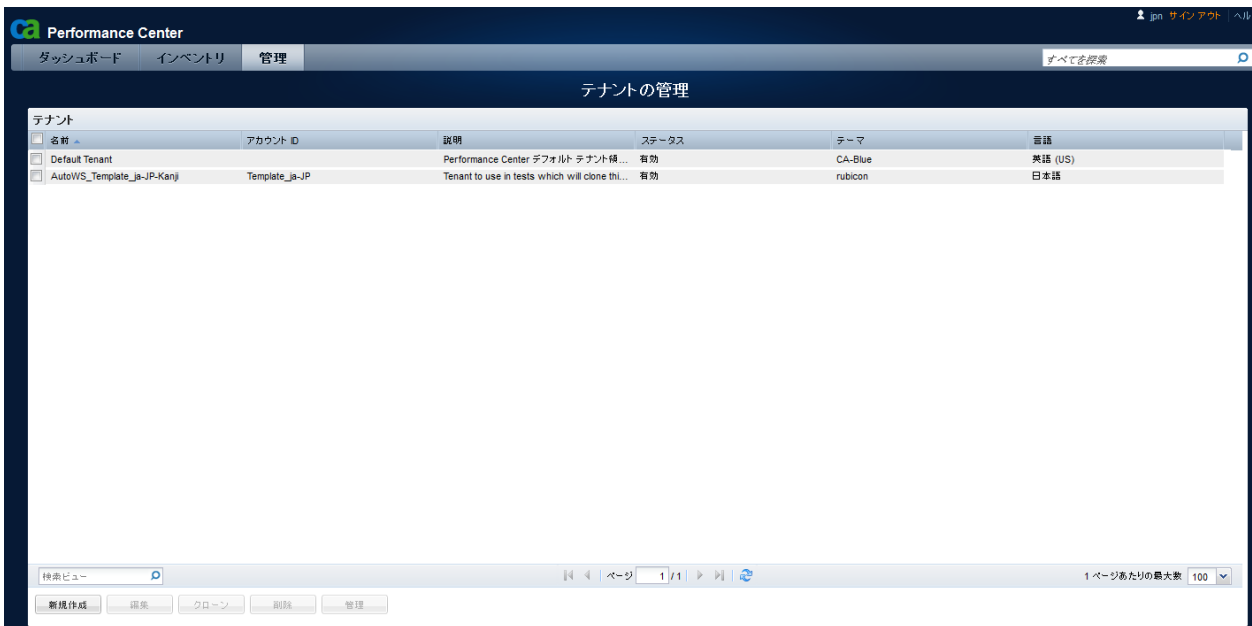 jpn サインアウト | ヘル
ca Performance Center
ダッシュボード インベントリ 管理 すべてを探索
テナントの管理
テナント
名前 アカウント ID 説明 ステータス テーマ 言語
Default Tenant Performance Center デフォルト テナント領... 有効 CA-Blue 英語 (US)
AutoWS_Template_ja-JP-Kanji Template_ja-JP Tenant to use in tests which will clone thi... 有効 rubicon 日本語
検索ビュー ページ 1 / 1 1 ページあたりの最大数 100
新規作成 編集 クローン 削除 管理